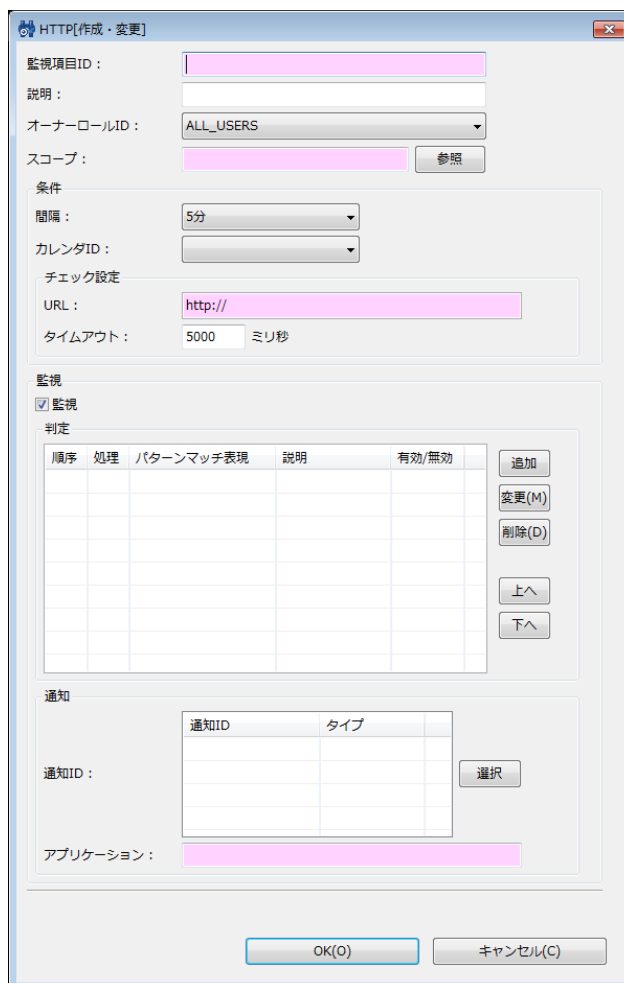 HTTP[作成・変更]
監視項目ID：
説明：
オーナーロールID： ALL_USERS
スコープ： 参照
条件
間隔： 5分
カレンダID：
チェック設定
URL： http://
タイムアウト： 5000 ミリ秒
監視
監視
判定
順序 処理 パターンマッチ表現 説明 有効/無効
追加
変更(M)
削除(D)
上へ
下へ
通知
通知ID タイプ
通知ID： 選択
アプリケーション：
OK(O) キャンセル(C)